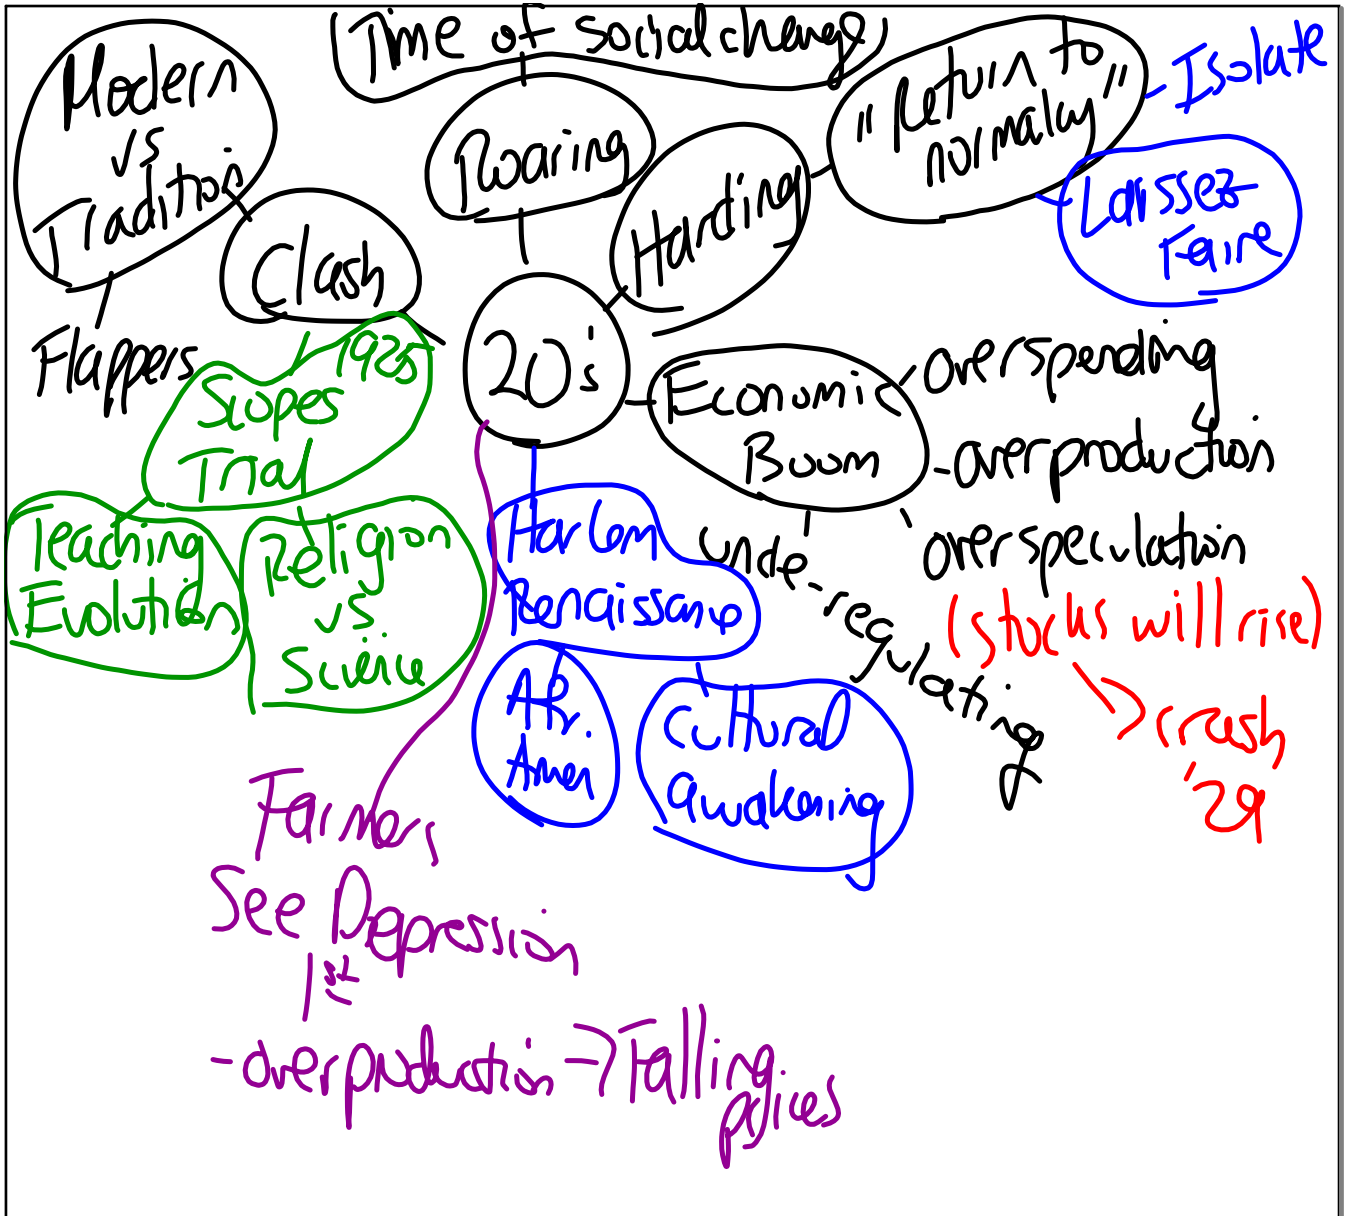 Time of social change
Modern
vs
Tradition
Clash
Flappers
Roaring
20's
Harding
"Return to
normalcy"
- Isolate
Laissez
Faire
Scopes
Trial
1925
Teaching
Evolution
Religion
vs
Science
Economic
Boom
overspending
-overproduction
overspeculation
(stocks will rise)
crash
'29
unde-regulating
Harlem
Renaissance
Afr.
Amer
Cultural
awakening
Farmers
See Depression
1st
-overproduction → Falling
prices